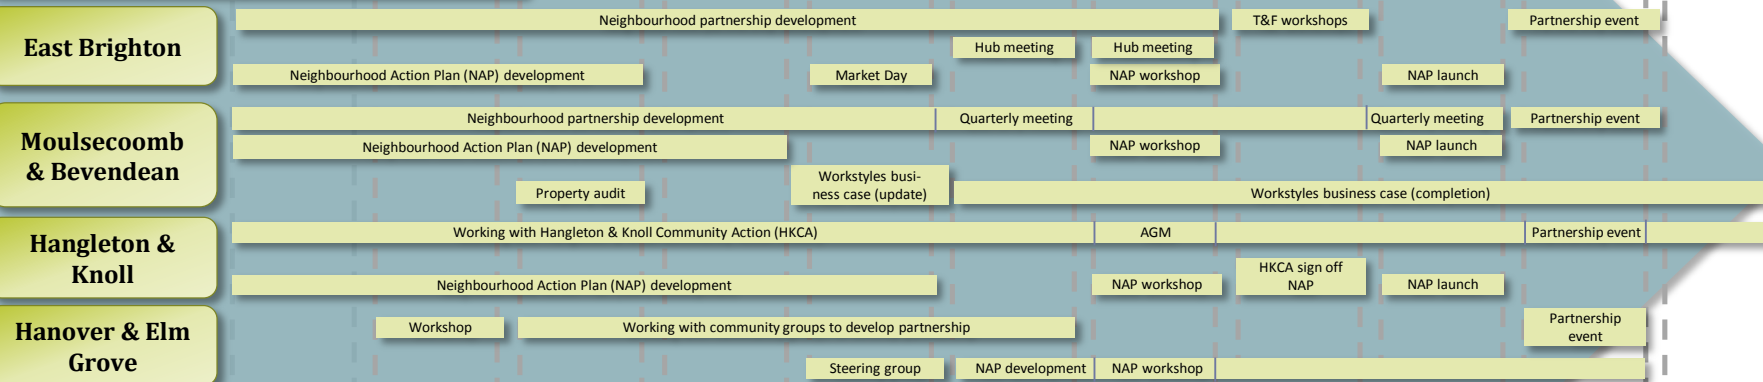 East Brighton
Neighbourhood partnership development
T&F workshops
Partnership event
Hub meeting
Hub meeting
Neighbourhood Action Plan (NAP) development
Market Day
NAP workshop
NAP launch
Moulsecoomb
& Bevendean
Neighbourhood partnership development
Quarterly meeting
Quarterly meeting
Partnership event
Neighbourhood Action Plan (NAP) development
NAP workshop
NAP launch
Property audit
Workstyles busi-
ness case (update)
Workstyles business case (completion)
Hangleton &
Knoll
Working with Hangleton & Knoll Community Action (HKCA)
AGM
Partnership event
Neighbourhood Action Plan (NAP) development
NAP workshop
HKCA sign off
NAP
NAP launch
Hanover & Elm
Grove
Workshop
Working with community groups to develop partnership
Partnership
event
Steering group
NAP development
NAP workshop